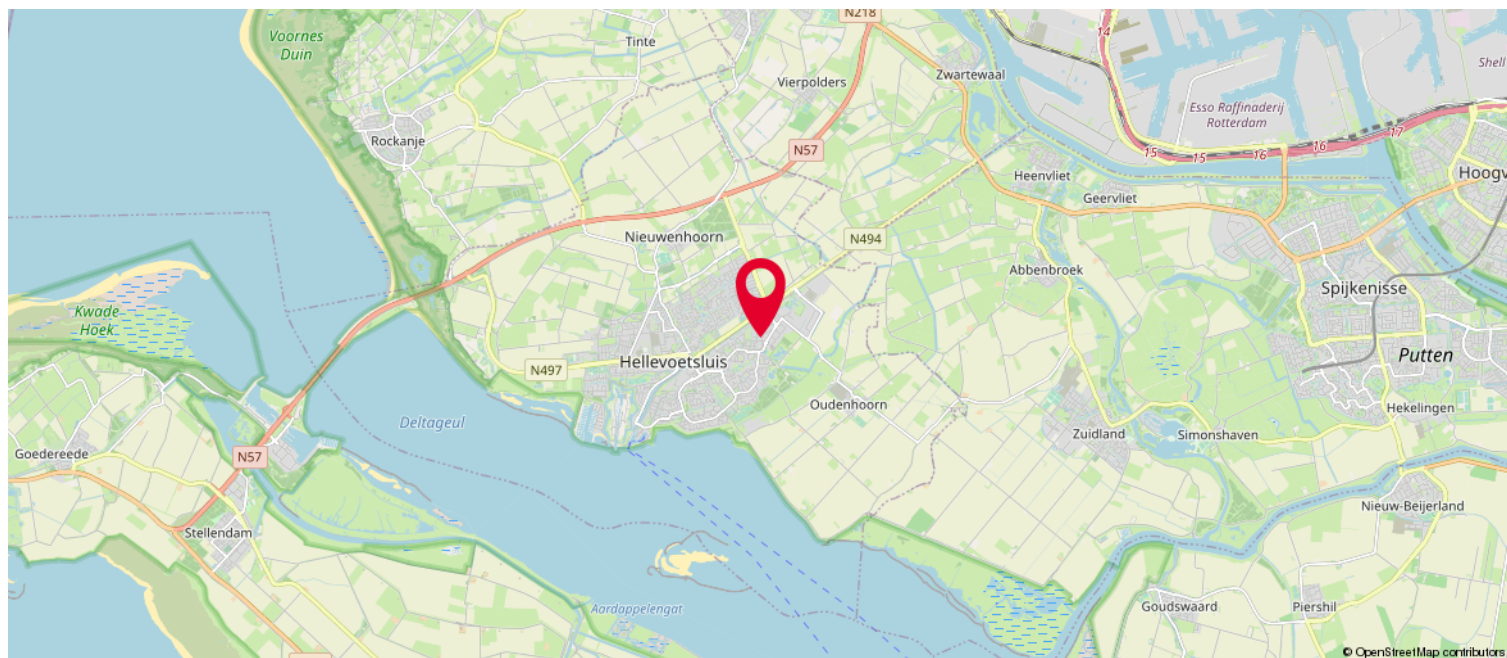 N218
14
Voornes
Duin
Tinte
Shell
Zwartewaal
Vierpolders
Esso Raffinaderij
Rotterdam
Rockanje
N57
15
15
16
16
17
Heenvliet
Hoogv
Geervliet
Nieuwenhoorn
N494
Abbenbroek
Spijkenisse
Kwade
Hoek
Putten
Hellevoetsluis
N497
Oudenhoorn
Hekelingen
Deltageul
Zuidland
Simonshaven
Goedereede
N57
Nieuw-Beijerland
Stellendam
Aardappelengat
Goudswaard
Piershil
© OpenStreetMap contributors